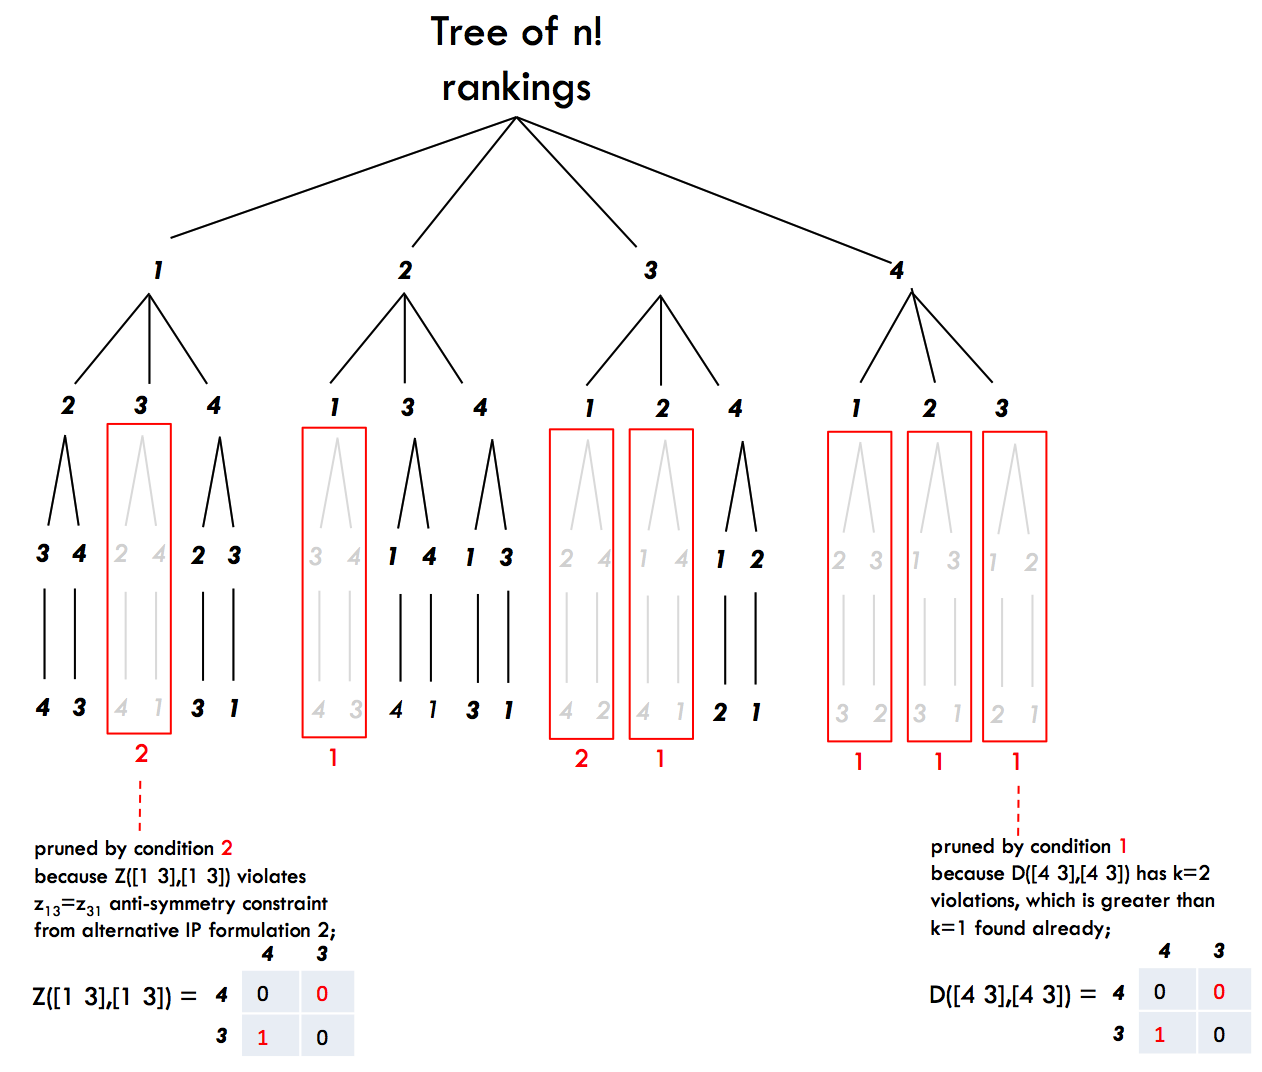 Tree of n!
rankings
1 2 3 4
2 3 4 1 3 4 1 2 4 1 2 3
3 4 2 4 2 3 3 4 1 4 1 3 2 4 1 4 1 2 2 3 1 3 1 2
4 3 4 1 3 1 4 3 4 1 3 1 4 2 4 1 2 1 3 2 3 1 2 1
2 1 2 1 1 1 1
pruned by condition 2
because Z([1 3],[1 3]) violates
z13=z31 anti-symmetry constraint
from alternative IP formulation 2;
4 3
Z([1 3],[1 3]) = 4 0 0
3 1 0
pruned by condition 1
because D([4 3],[4 3]) has k=2
violations, which is greater than
k=1 found already;
4 3
D([4 3],[4 3]) = 4 0 0
3 1 0